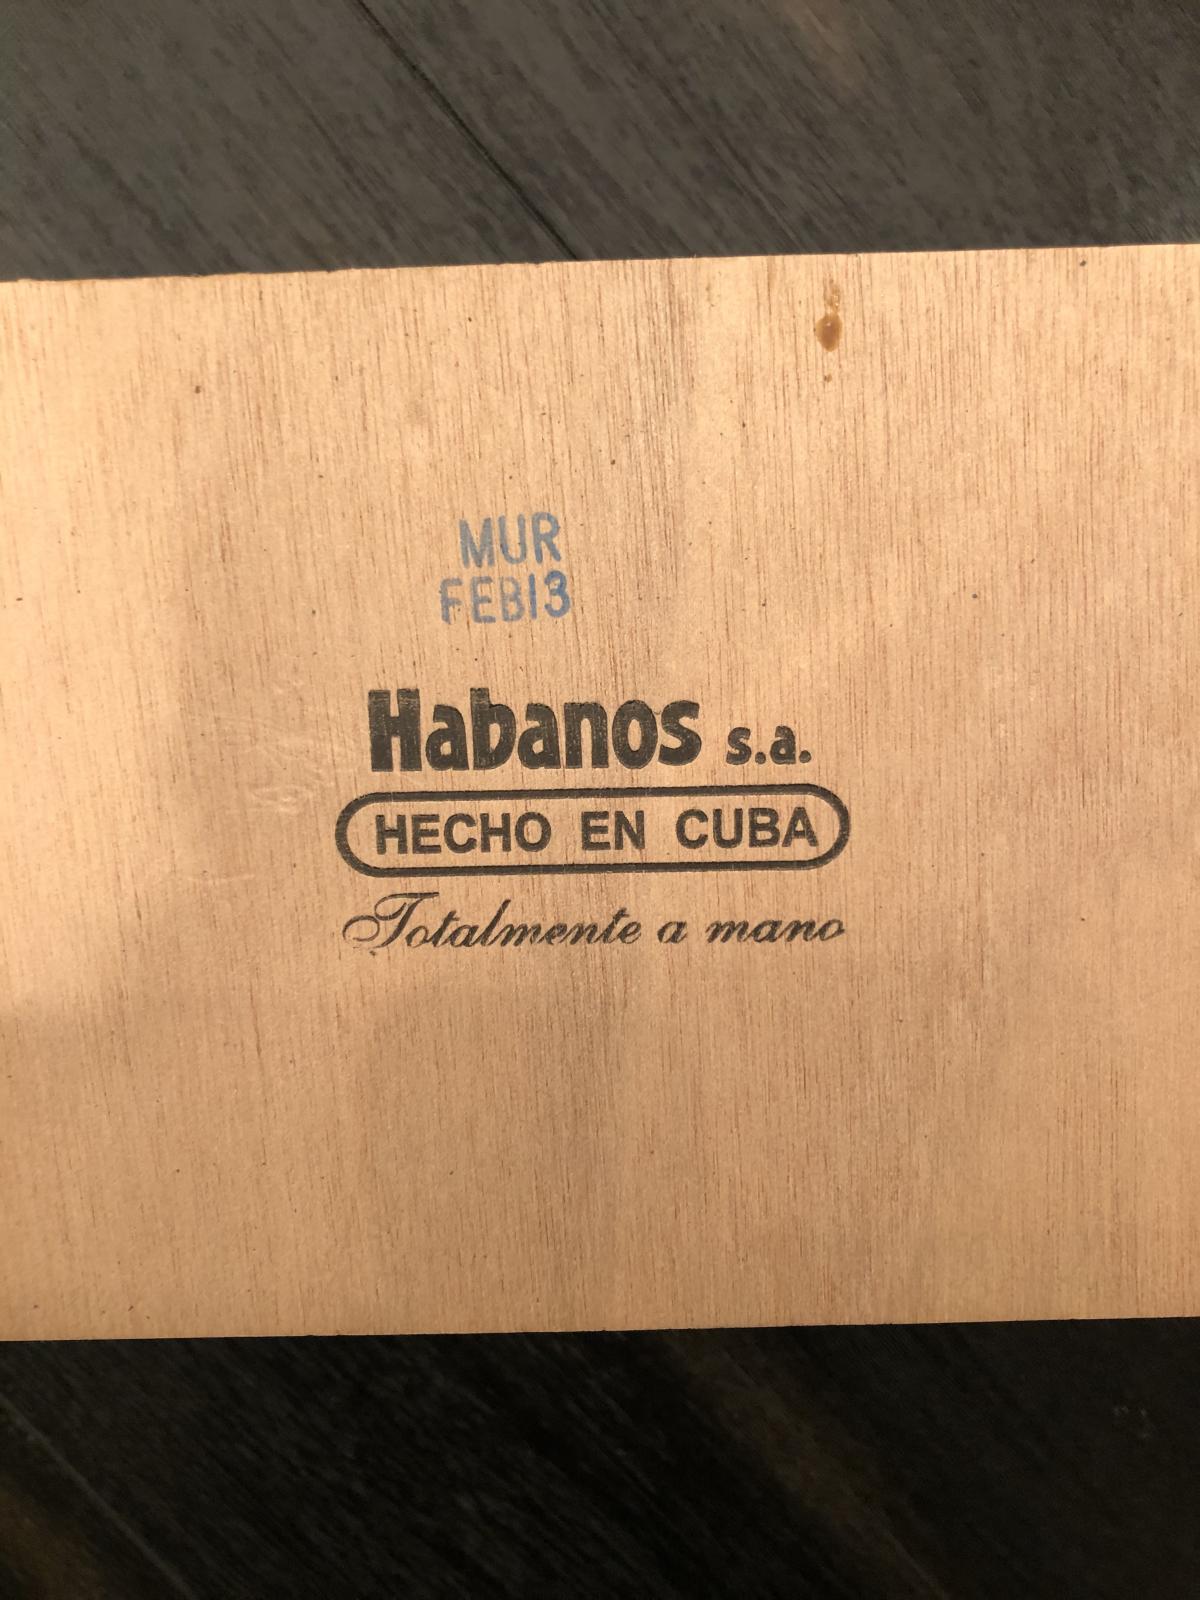 MUR
FEB13
Habanos s.a.
HECHO EN CUBA
Totalmente a mano